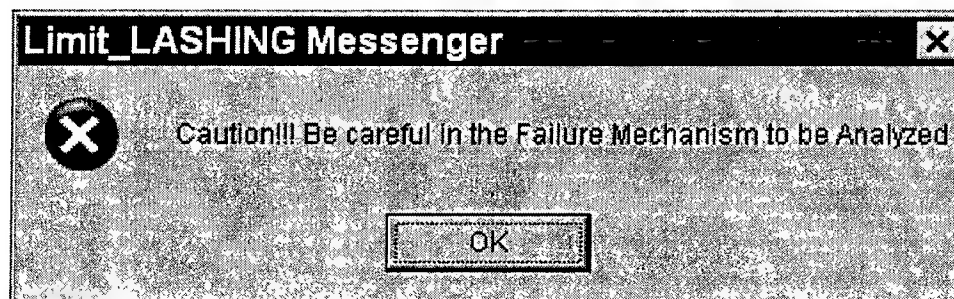 Limit_LASHING Messenger
Caution!!! Be careful in the Failure Mechanism to be Analyzed
OK